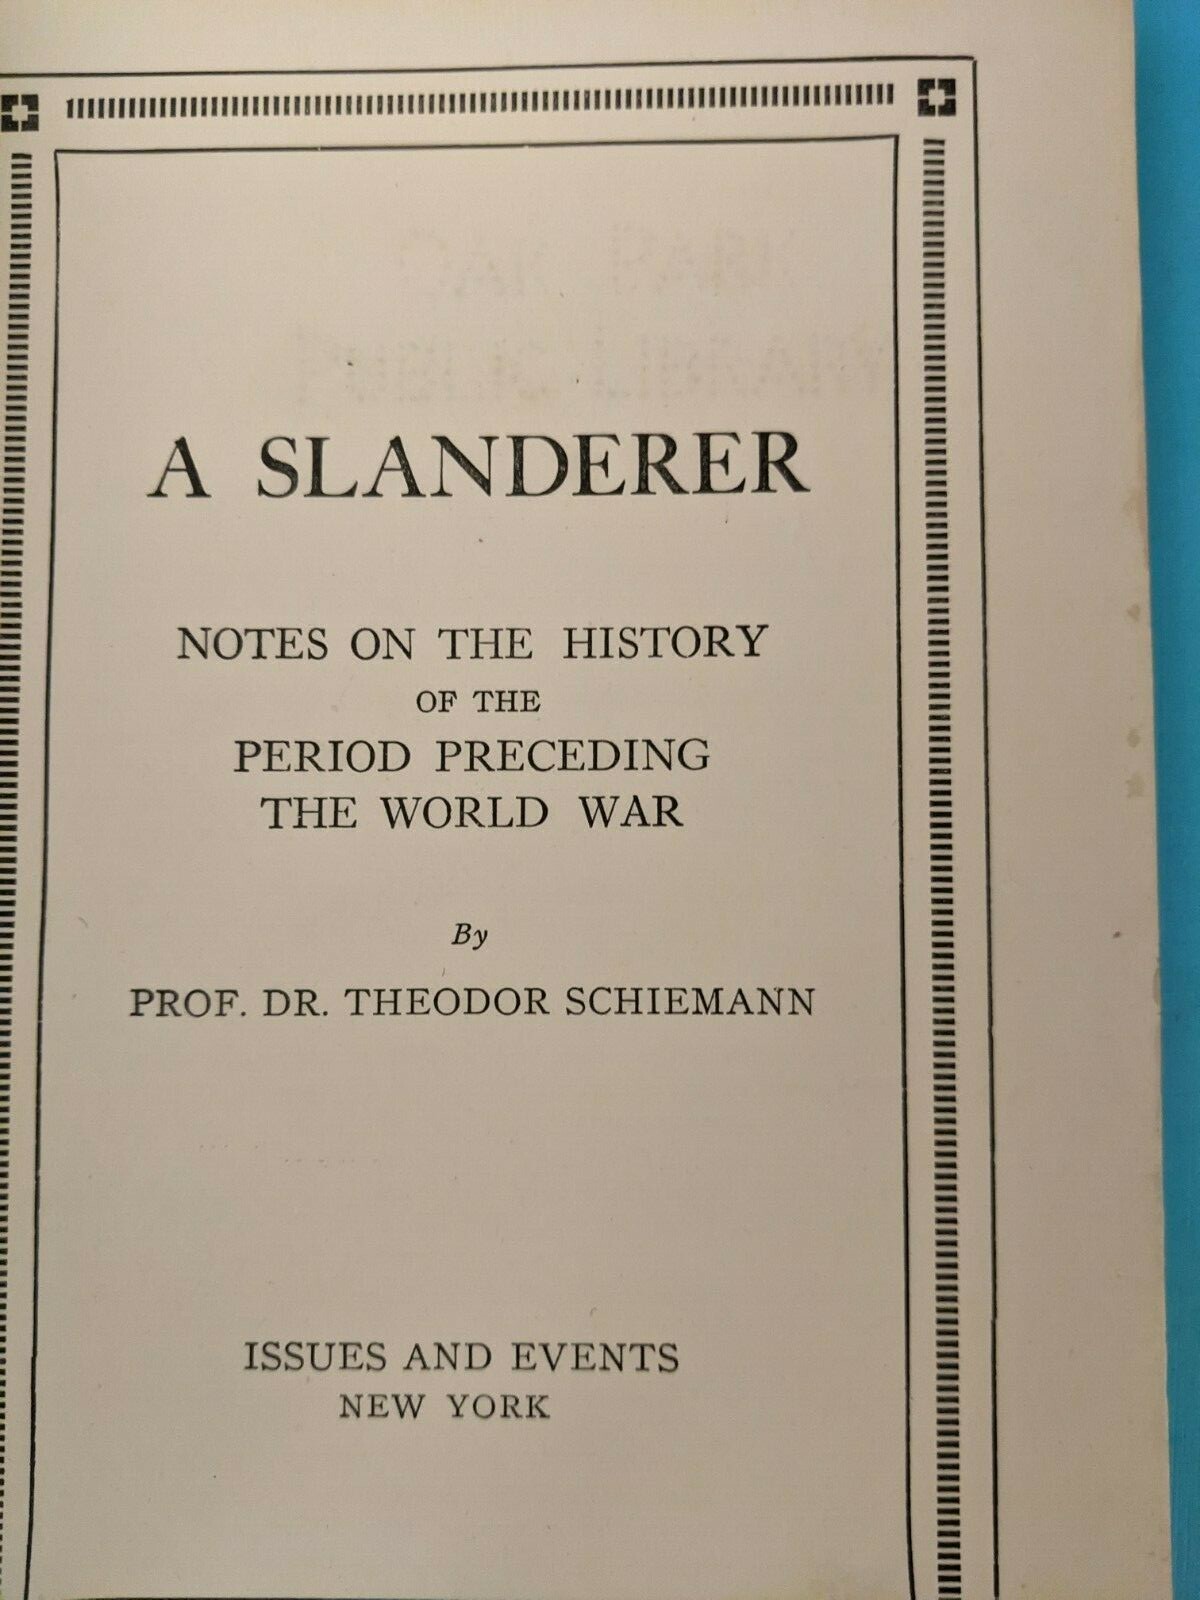 A SLANDERER
NOTES ON THE HISTORY
OF THE
PERIOD PRECEDING
THE WORLD WAR
By
PROF. DR. THEODOR SCHIEMANN
ISSUES AND EVENTS
NEW YORK